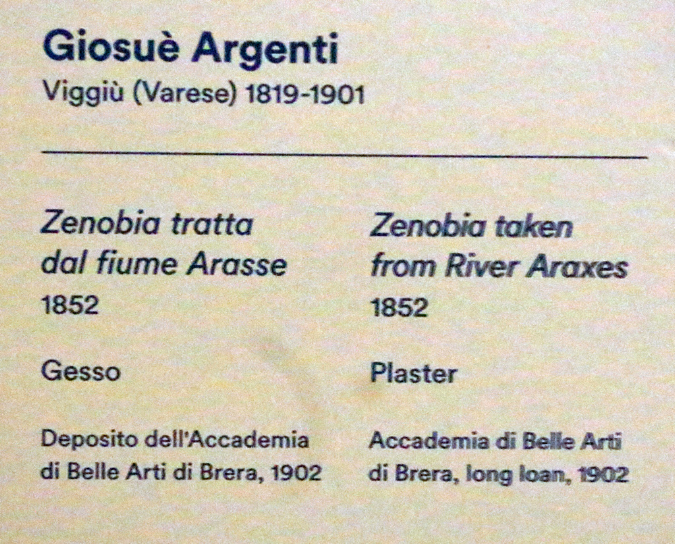 Giosuè Argenti
Viggiù (Varese) 1819-1901
Zenobia tratta
dal fiume Arasse
1852
Gesso
Deposito dell'Accademia
di Belle Arti di Brera, 1902
Zenobia taken
from River Araxes
1852
Plaster
Accademia di Belle Arti
di Brera, long loan, 1902